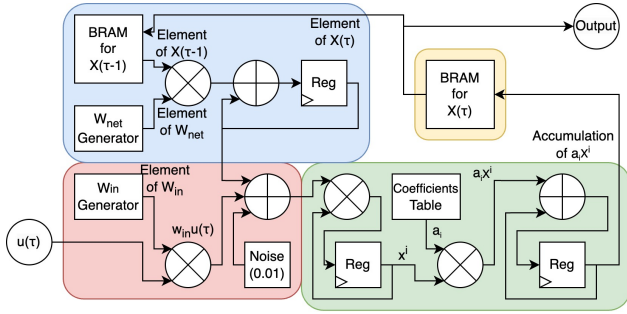 BRAM
for
X(τ-1)
Element
of X(τ-1)
Element
of X(τ)
Output
W_net
Generator
Element
of W_net
Reg
BRAM
for
X(τ)
Accumulation
of a_i x^i
W_in
Generator
Element
of W_in
w_in u(τ)
u(τ)
Noise
(0.01)
Coefficients
Table
a_i
a_i x^i
Reg
x^i
Reg